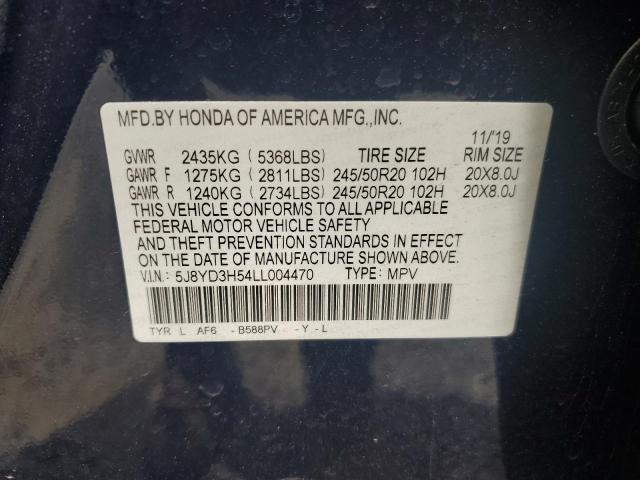 MFD.BY HONDA OF AMERICA MFG.,INC.
11/'19
GVWR 2435KG (5368LBS) TIRE SIZE RIM SIZE
GAWR F 1275KG (2811LBS) 245/50R20 102H 20X8.0J
GAWR R 1240KG (2734LBS) 245/50R20 102H 20X8.0J
THIS VEHICLE CONFORMS TO ALL APPLICABLE
FEDERAL MOTOR VEHICLE SAFETY
AND THEFT PREVENTION STANDARDS IN EFFECT
ON THE DATE OF MANUFACTURE SHOWN ABOVE.
V.I.N.: 5J8YD3H54LL004470 TYPE: MPV
TYR L AF6 -B588PV -Y-L